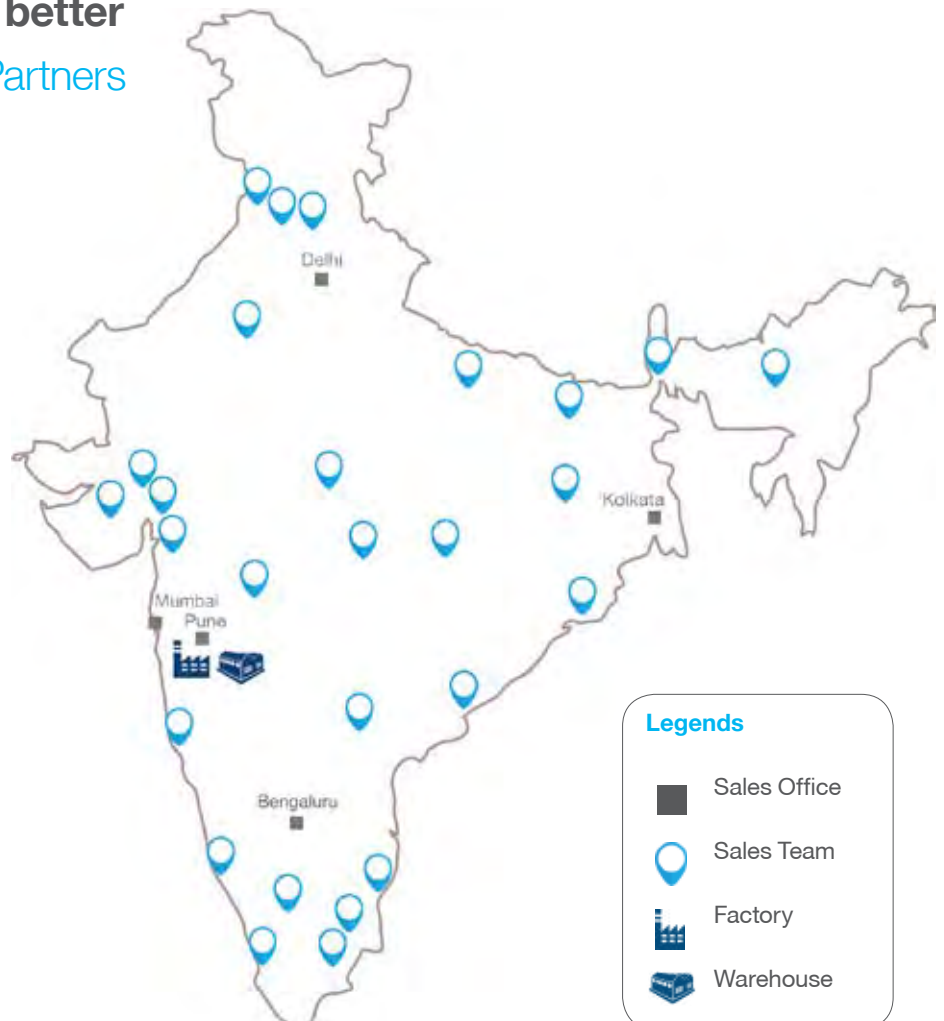 better
Partners
Delhi
Kolkata
Mumbai
Pune
Bengaluru
Legends
Sales Office
Sales Team
Factory
Warehouse